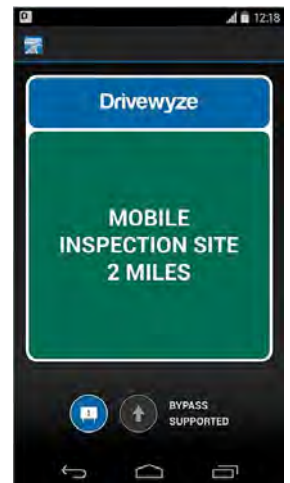 12:18
Drivewyze
MOBILE
INSPECTION SITE
2 MILES
BYPASS
SUPPORTED